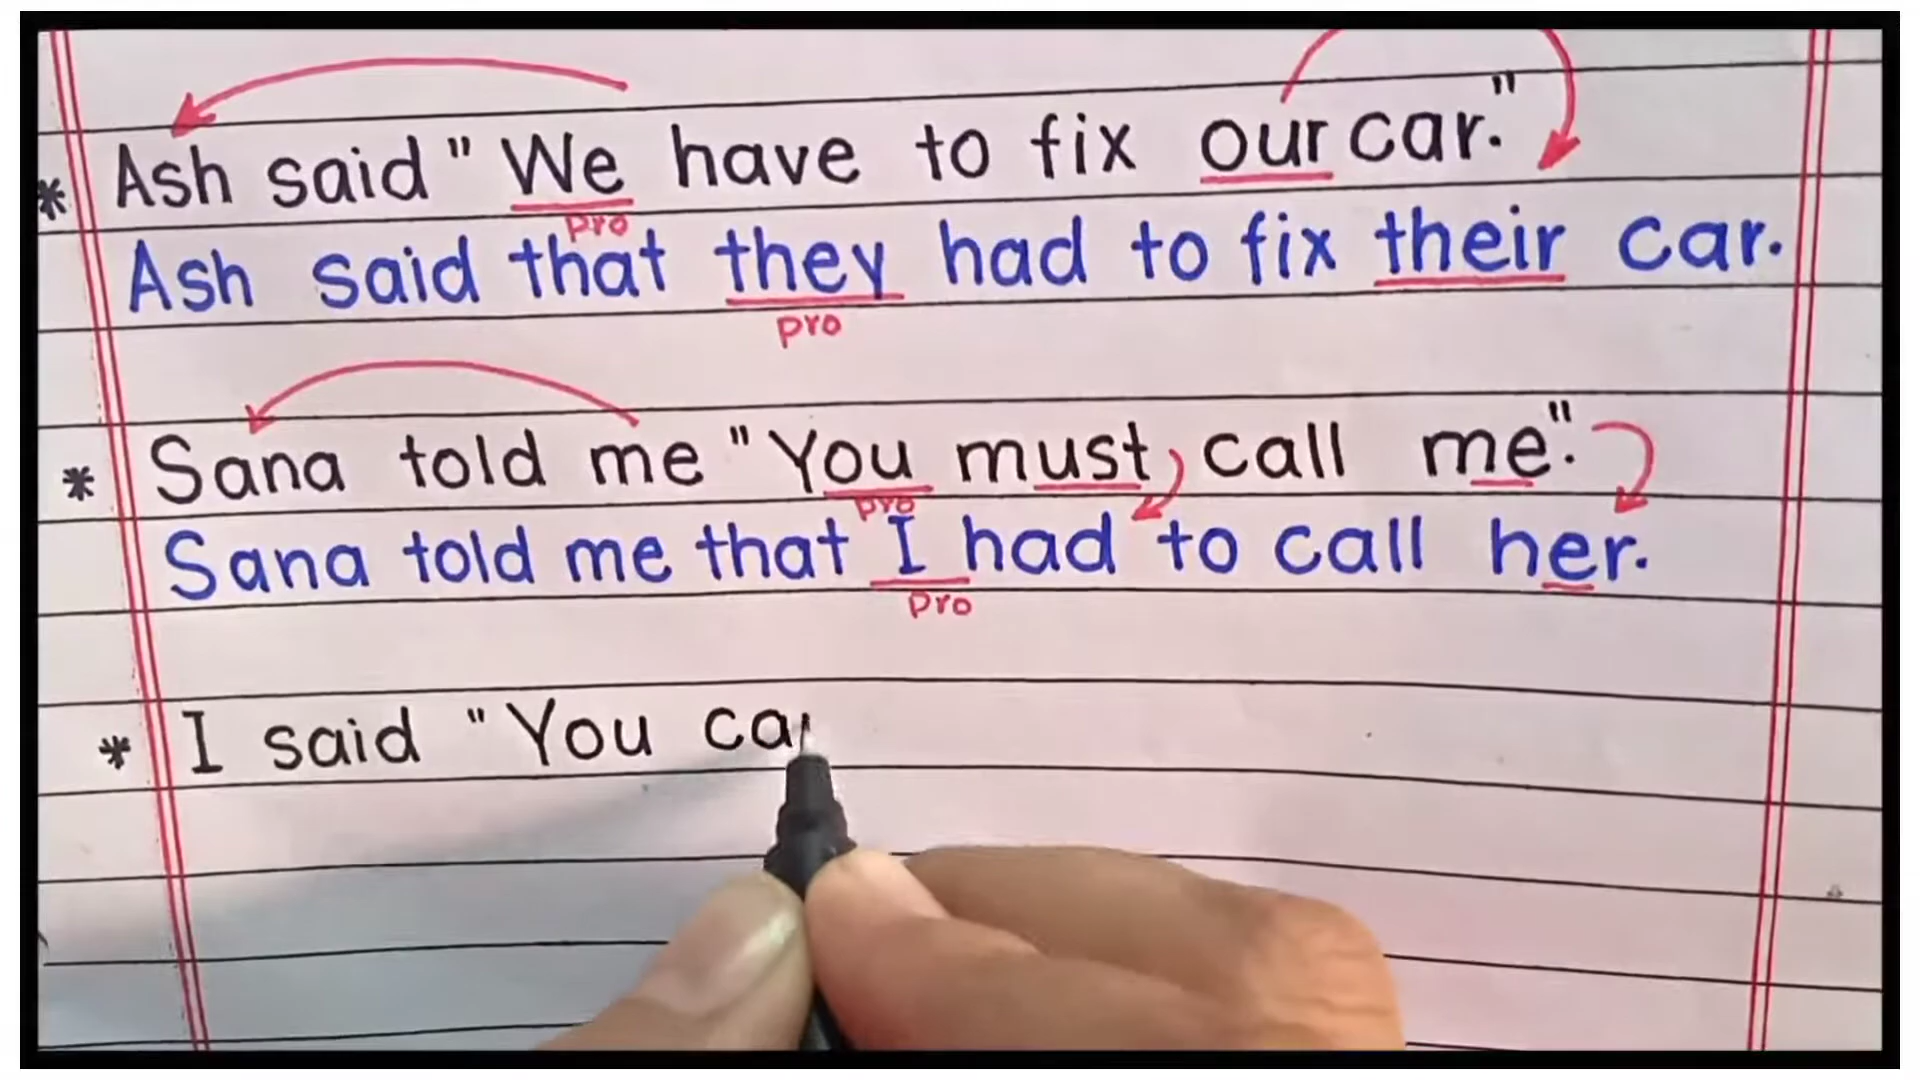 * Ash said " We have to fix our car."
pro
Ash said that they had to fix their car.
pro
* Sana told me "You must call me".
pro
Sana told me that I had to call her.
pro
* I said "You ca